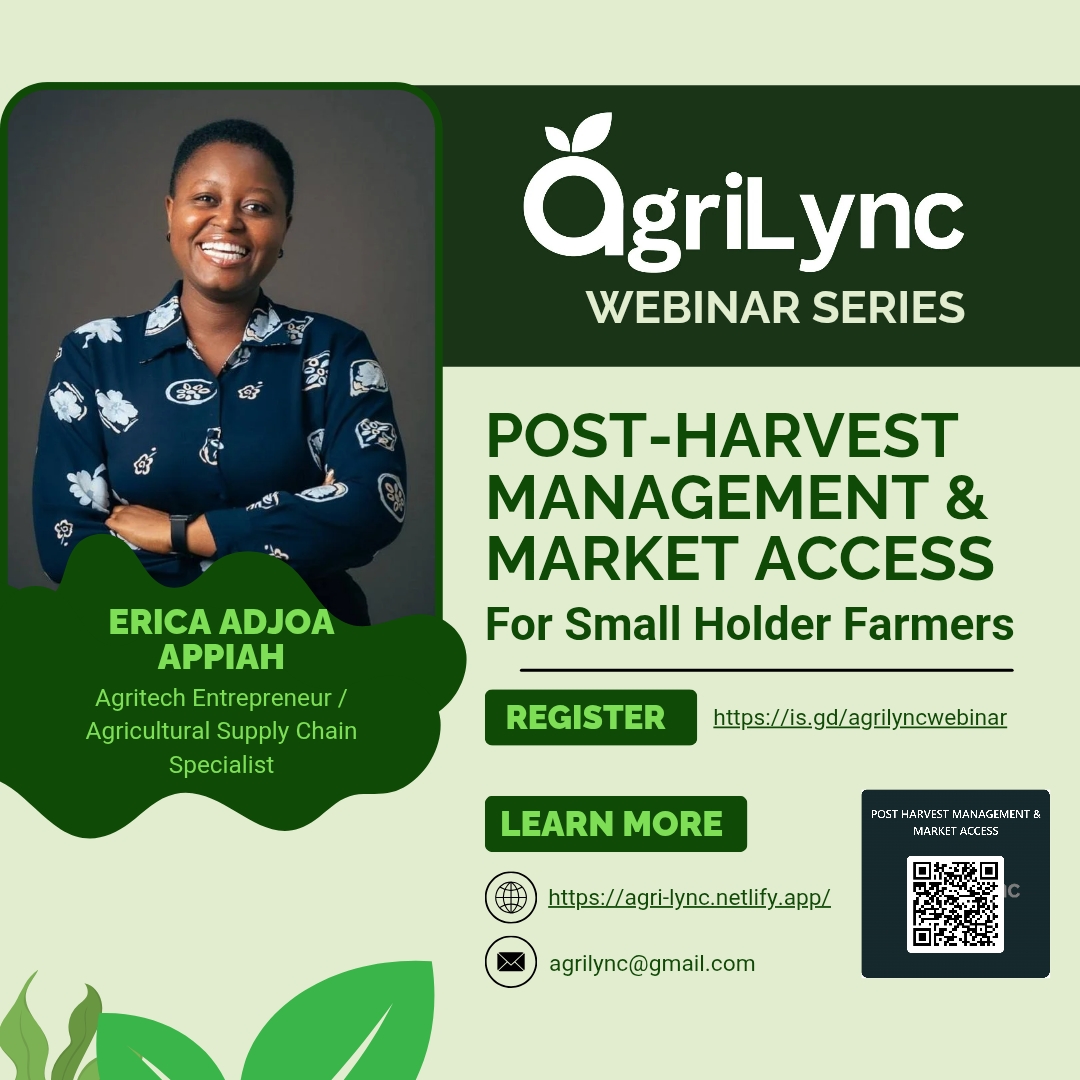 agriLync
WEBINAR SERIES
POST-HARVEST
MANAGEMENT &
MARKET ACCESS
For Small Holder Farmers
ERICA ADJOA
APPIAH
Agritech Entrepreneur /
Agricultural Supply Chain
Specialist
REGISTER https://is.gd/agrilyncwebinar
LEARN MORE
https://agri-lync.netlify.app/
agrilync@gmail.com
POST HARVEST MANAGEMENT &
MARKET ACCESS